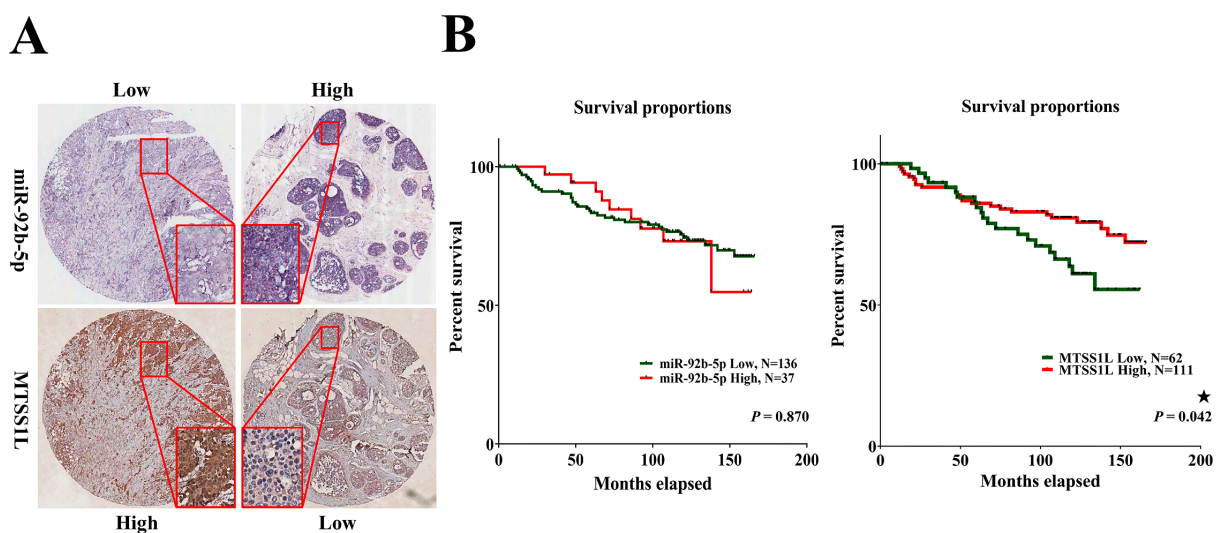 A
B
Low
High
miR-92b-5p
MTSS1L
High
Low
Survival proportions
Percent survival
100
50
0
0
50
100
150
200
Months elapsed
miR-92b-5p Low, N=136
miR-92b-5p High, N=37
P = 0.870
Survival proportions
Percent survival
100
50
0
0
50
100
150
200
Months elapsed
MTSS1L Low, N=62
MTSS1L High, N=111
★
P = 0.042